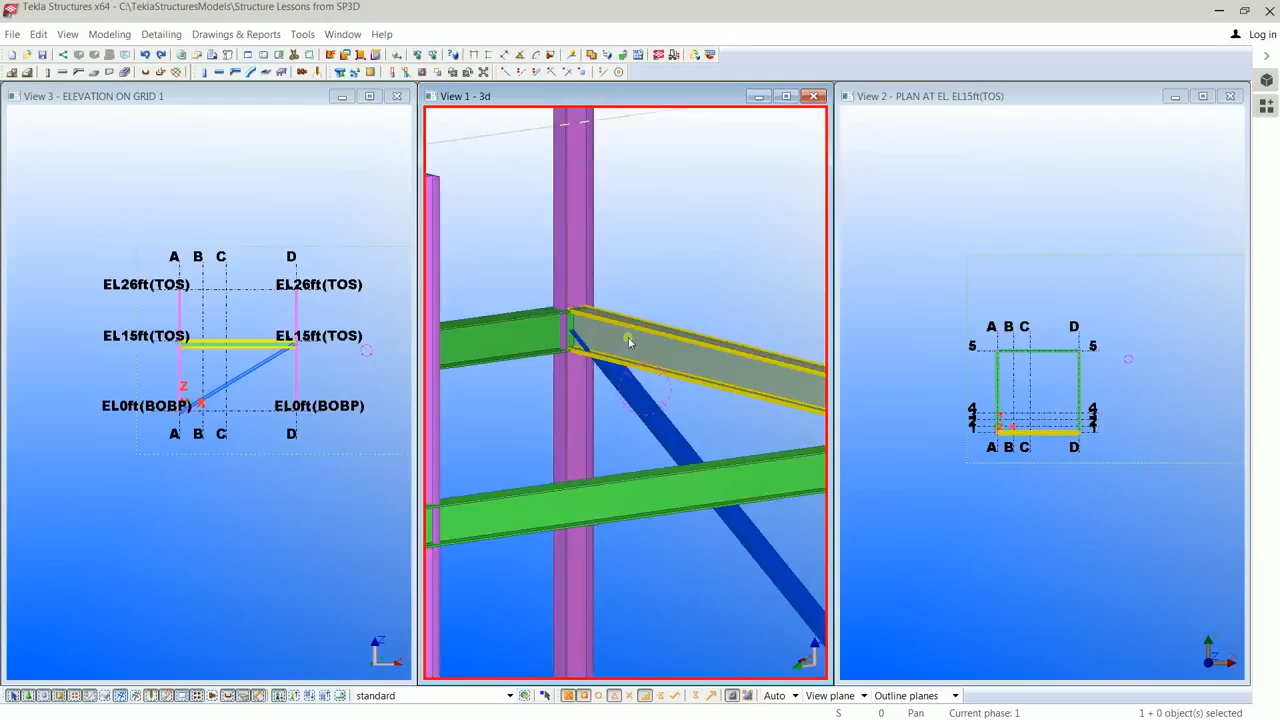 Tekla Structures x64 - C:\TeklaStructuresModels\Structure Lessons from SP3D
File Edit View Modeling Detailing Drawings & Reports Tools Window Help
Log in
View 3 - ELEVATION ON GRID 1
A B C D
EL26ft(TOS) EL26ft(TOS)
EL15ft(TOS) EL15ft(TOS)
Z
X
EL0ft(BOBP) EL0ft(BOBP)
A B C D
Z
View 1 - 3d
View 2 - PLAN AT EL. EL15ft(TOS)
A B C D
5 5
4 4
1 1
A B C D
standard
Auto
View plane
Outline planes
S 0 Pan Current phase: 1 1 + 0 object(s) selected